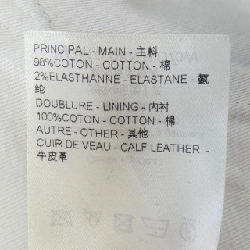 PRINCIPAL - MAIN - 主料
98%COTON - COTTON - 棉
2%ELASTHANNE - ELASTANE - 氨
纶
DOUBLURE - LINING - 内衬
100%COTON - COTTON - 棉
AUTRE - OTHER - 其他
CUIR DE VEAU - CALF LEATHER -
牛皮革